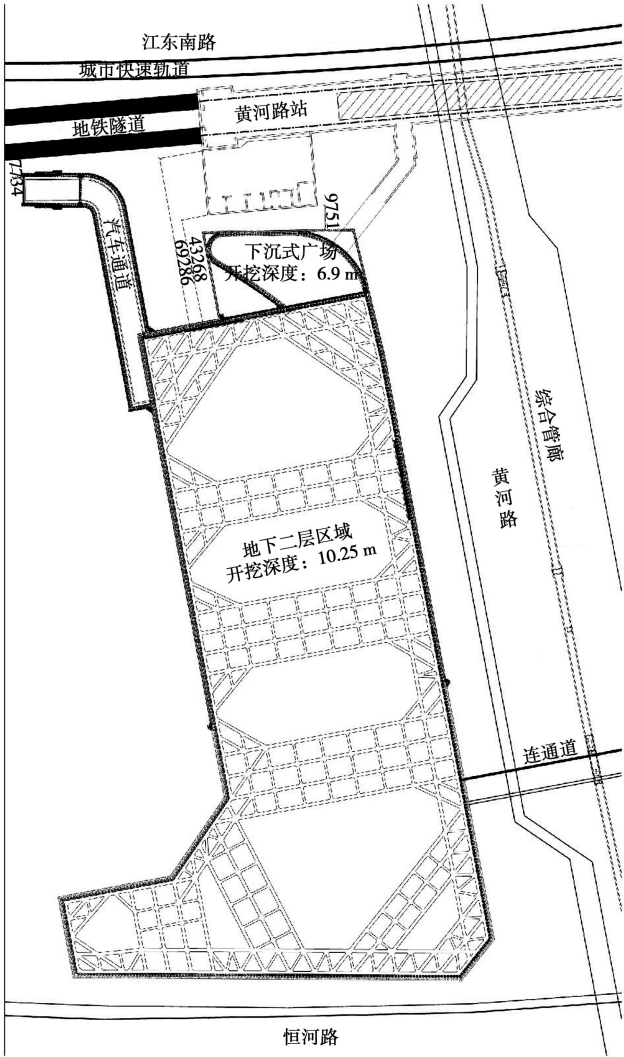 江东南路
城市快速轨道
黄河路站
地铁隧道
7734
汽车通道
9751
43268
69286
下沉式广场
开挖深度：6.9 m
综合管廊
黄河路
地下二层区域
开挖深度：10.25 m
连通道
恒河路